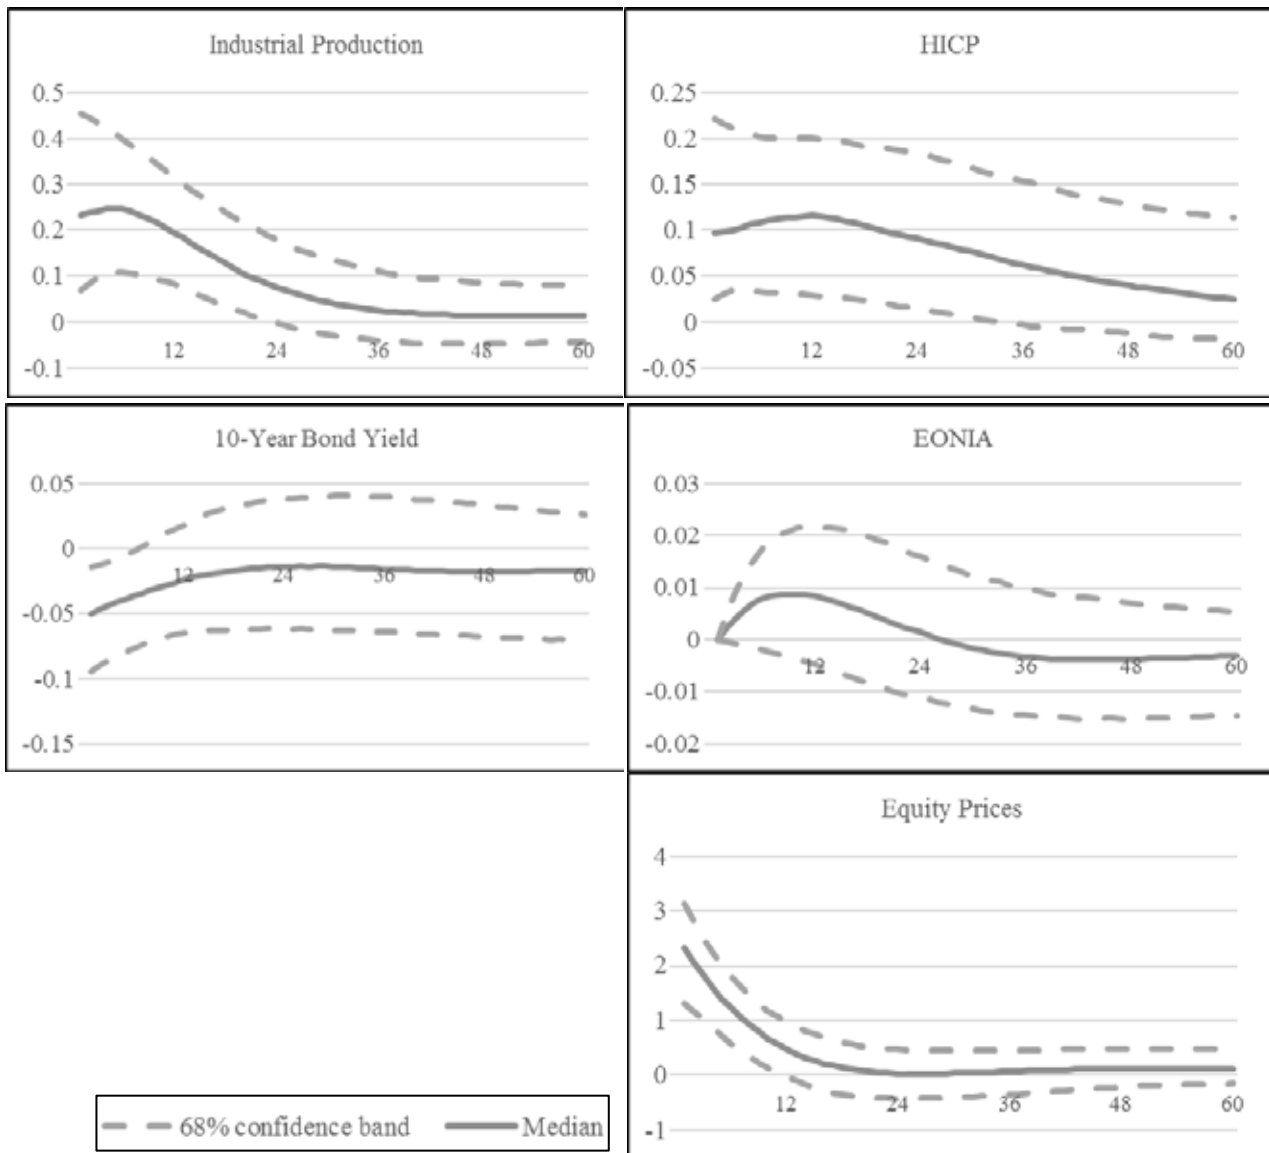 Industrial Production
0.5
0.4
0.3
0.2
0.1
0
-0.1
12 24 36 48 60
HICP
0.25
0.2
0.15
0.1
0.05
0
-0.05
12 24 36 48 60
10-Year Bond Yield
0.05
0
-0.05
-0.1
-0.15
12 24 36 48 60
EONIA
0.03
0.02
0.01
0
-0.01
-0.02
12 24 36 48 60
Equity Prices
4
3
2
1
0
-1
12 24 36 48 60
68% confidence band Median